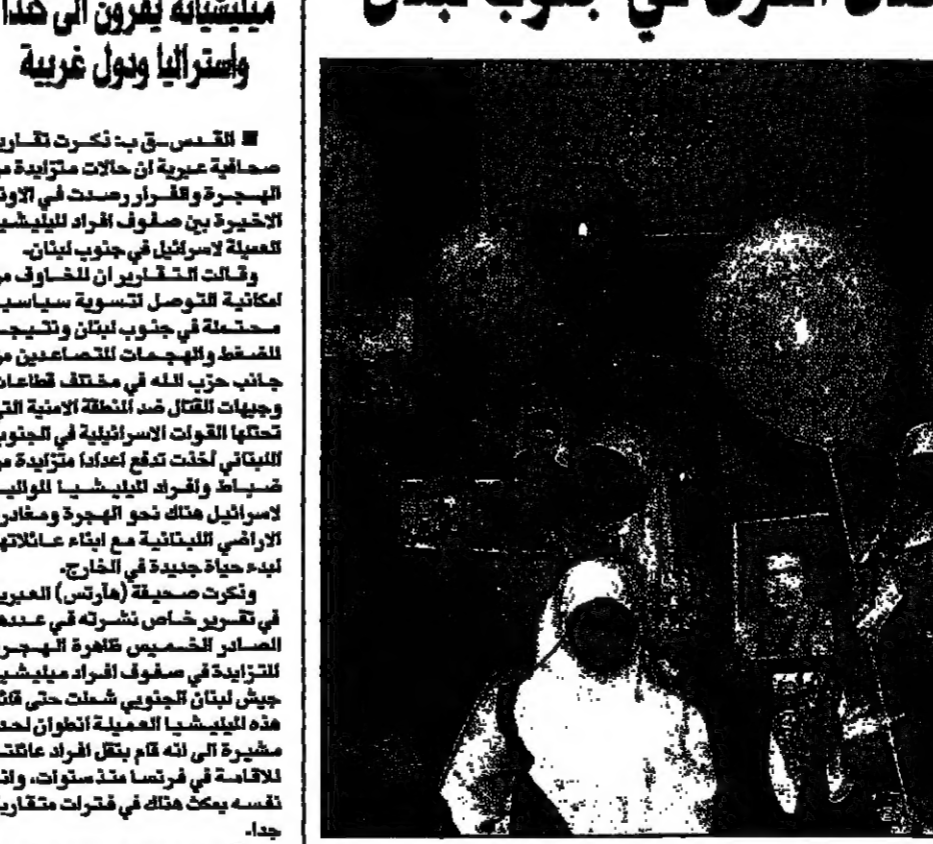 في جنوب لبنان
ميليشياته يفرون الى كندا
واستراليا ودول غربية
■ القدس ـ ق ب: ذكرت تقارير
صحافية عبرية ان حالات متزايدة من
الهجرة والفرار رصدت في الاونة
الاخيرة بين صفوف افراد الميليشيا
العميلة لاسرائيل في جنوب لبنان.
وقالت التقارير ان المخاوف من
امكانية التوصل لتسوية سياسية
محتملة في جنوب لبنان ونتيجة
للضغط والهجمات المتصاعدين من
جانب حزب الله في مختلف قطاعات
وجبهات القتال ضد المنطقة الامنية التي
تحتلها القوات الاسرائيلية في الجنوب
اللبناني أخذت تدفع اعدادا متزايدة من
ضباط وافراد الميليشيا الموالية
لاسرائيل هناك نحو الهجرة ومغادرة
الاراضي اللبنانية مع ابناء عائلاتهم
لبدء حياة جديدة في الخارج.
وذكرت صحيفة (هآرتس) العبرية
في تقرير خاص نشرته في عددها
الصادر الخميس ظاهرة الهجرة
المتزايدة في صفوف افراد ميليشيا
جيش لبنان الجنوبي شملت حتى قائد
هذه الميليشيا العميلة انطوان لحد
مشيرة الى انه قام بنقل افراد عائلته
للاقامة في فرنسا منذ سنوات، وانه
نفسه يمكث هناك في فترات متقاربة
جدا.